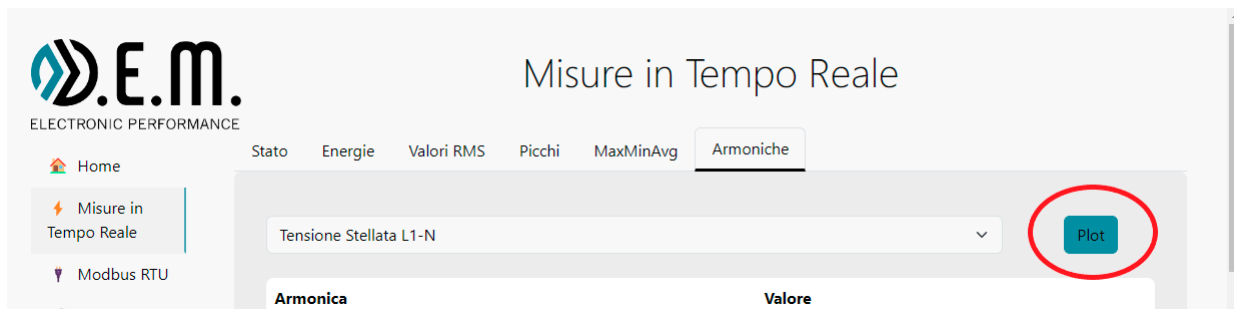 D.E.M.
ELECTRONIC PERFORMANCE
Misure in Tempo Reale
Home
Misure in
Tempo Reale
Modbus RTU
Stato Energie Valori RMS Picchi MaxMinAvg Armoniche
Tensione Stellata L1-N Plot
Armonica Valore